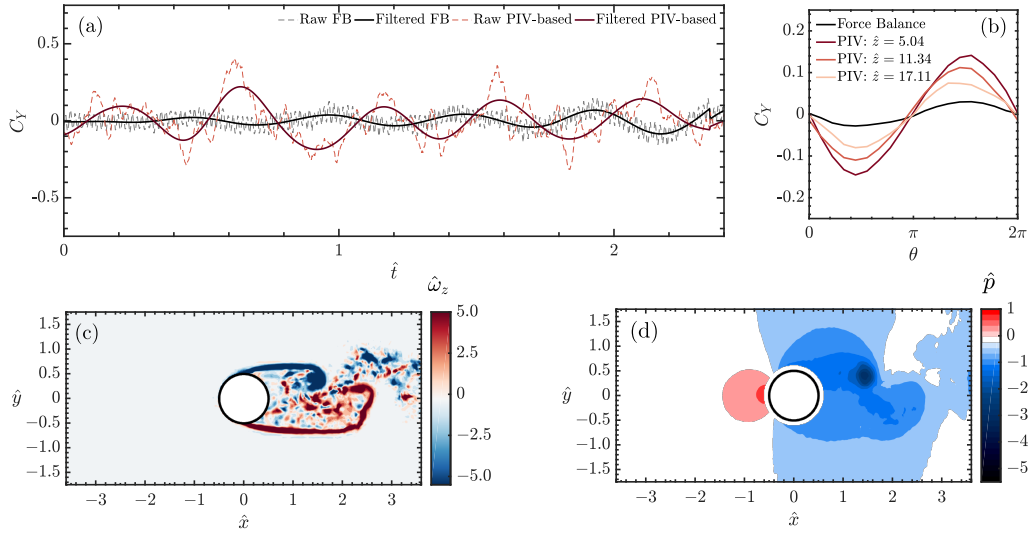 (a)
Raw FB Filtered FB Raw PIV-based Filtered PIV-based
0.5
0
-0.5
C_Y
0 1 2
t̂
(b)
Force Balance
PIV: ẑ = 5.04
PIV: ẑ = 11.34
PIV: ẑ = 17.11
0.2
0.1
0
-0.1
-0.2
C_Y
0 π 2π
θ
(c)
ω̂_z
1.5
1.0
0.5
0.0
−0.5
−1.0
−1.5
ŷ
−3 −2 −1 0 1 2 3
x̂
5.0
2.5
0.0
−2.5
−5.0
(d)
p̂
1.5
1.0
0.5
0.0
−0.5
−1.0
−1.5
ŷ
−3 −2 −1 0 1 2 3
x̂
1
0
−1
−2
−3
−4
−5